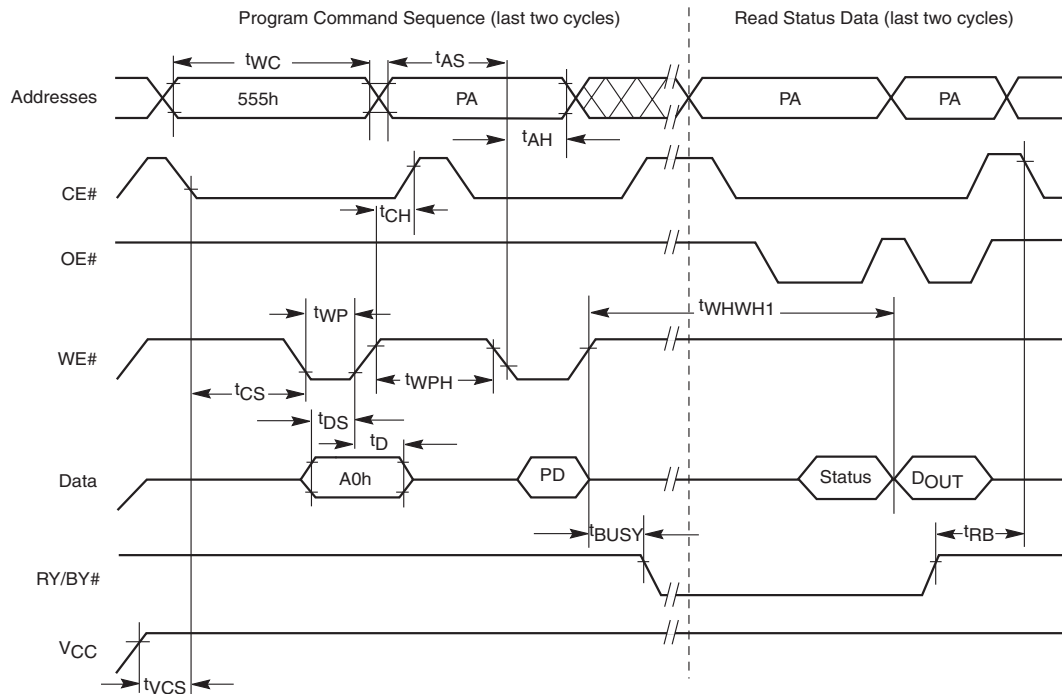 Program Command Sequence (last two cycles)
Read Status Data (last two cycles)
tWC
tAS
Addresses
555h
PA
PA
PA
tAH
CE#
tCH
OE#
tWHWH1
tWP
WE#
tWPH
tCS
tDS
tD
Data
A0h
PD
Status
DOUT
tBUSY
tRB
RY/BY#
VCC
tVCS